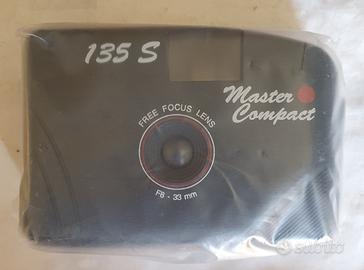 135 S
Master
Compact
FREE FOCUS LENS
F8 - 33 mm
subito